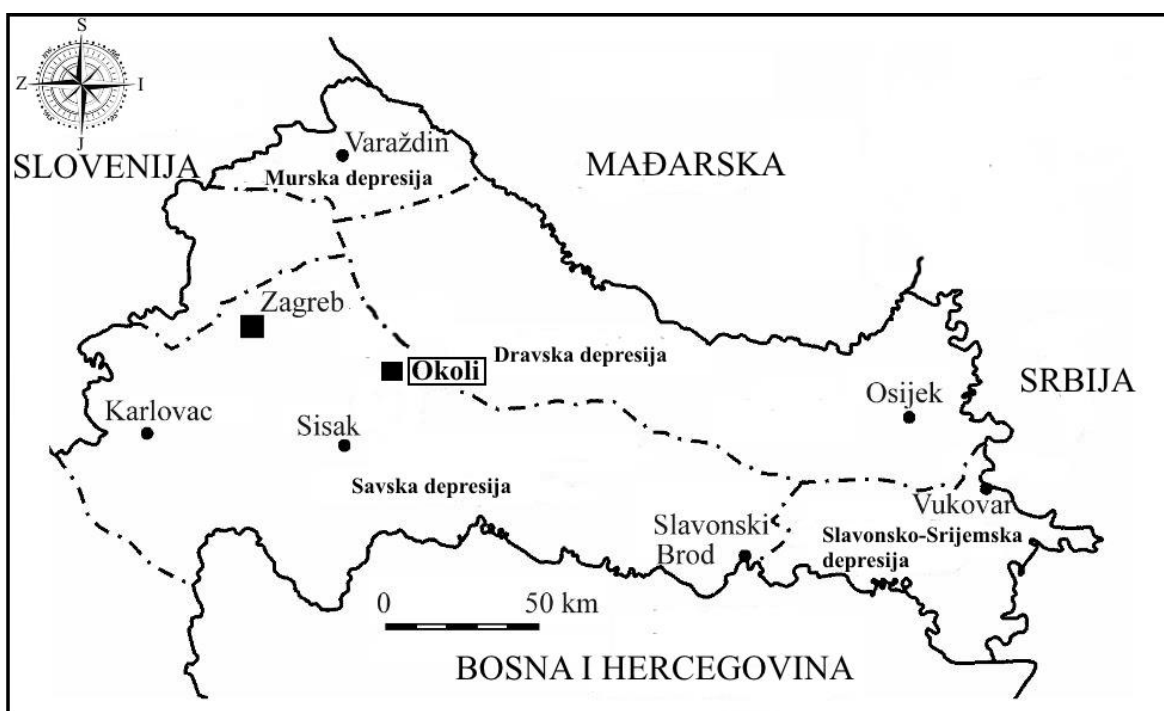 S
Z
I
J
SLOVENIJA
Varaždin
Murska depresija
MAĐARSKA
Zagreb
Okoli
Dravska depresija
SRBIJA
Karlovac
Sisak
Osijek
Savska depresija
Vukovar
Slavonski
Brod
Slavonsko-Srijemska
depresija
0 50 km
BOSNA I HERCEGOVINA